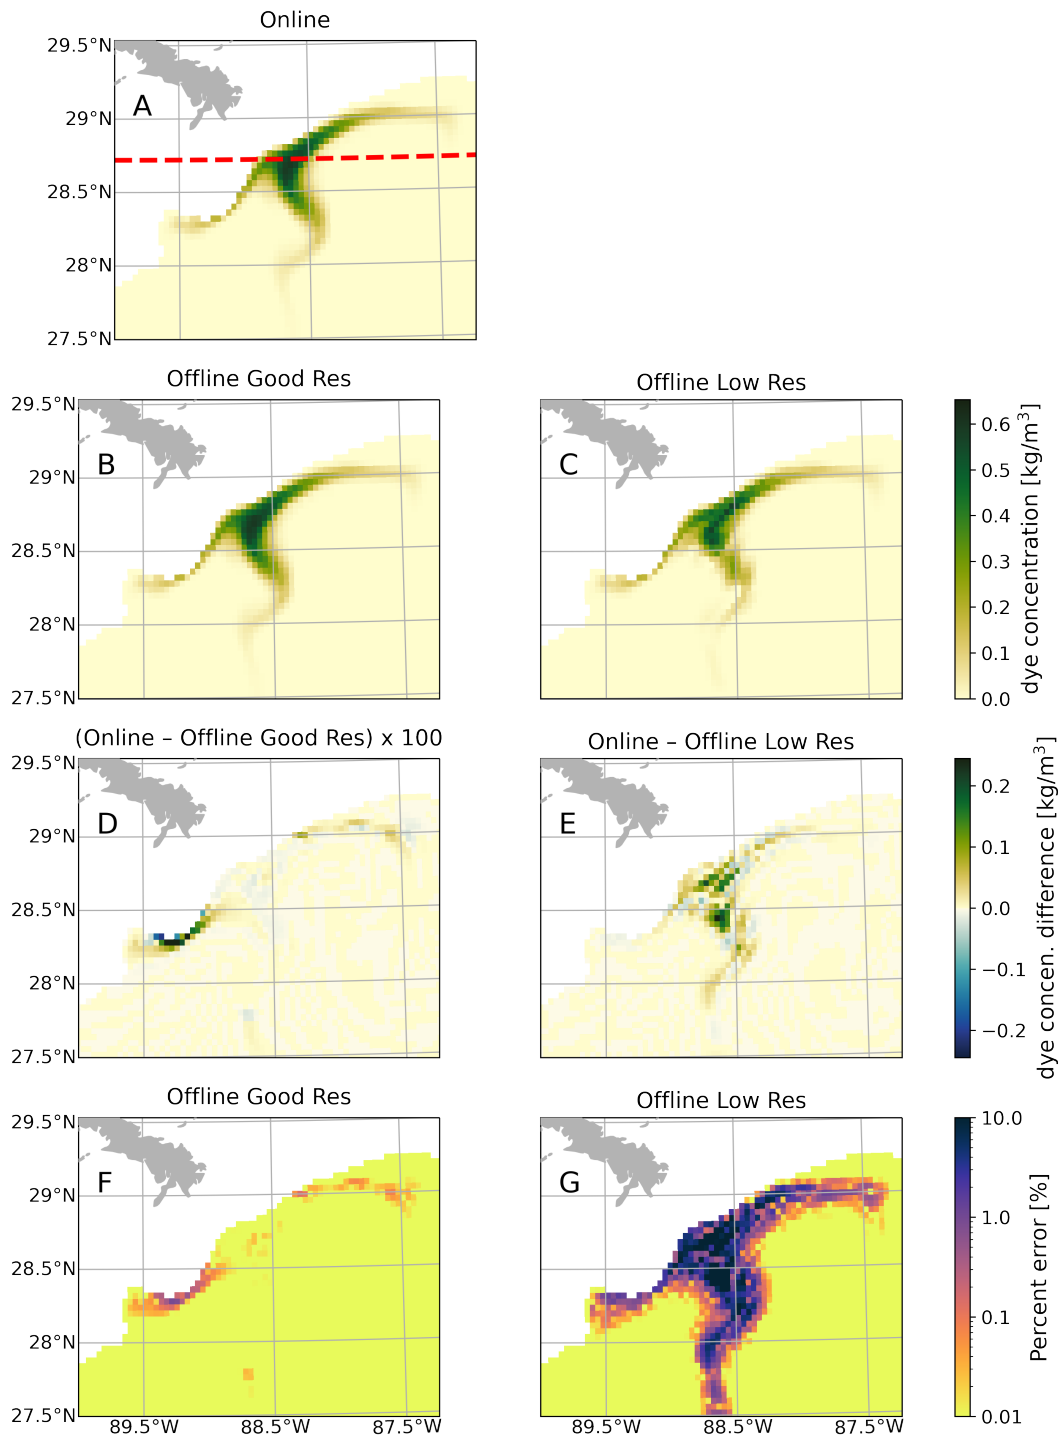 Online
29.5°N
A
29°N
28.5°N
28°N
27.5°N
Offline Good Res
Offline Low Res
29.5°N
B
C
29°N
28.5°N
28°N
27.5°N
0.6
0.5
0.4
0.3
0.2
0.1
0.0
dye concentration [kg/m³]
(Online – Offline Good Res) x 100
Online – Offline Low Res
29.5°N
D
E
29°N
28.5°N
28°N
27.5°N
0.2
0.1
0.0
−0.1
−0.2
dye concen. difference [kg/m³]
Offline Good Res
Offline Low Res
29.5°N
F
G
29°N
28.5°N
28°N
27.5°N
89.5°W 88.5°W 87.5°W
89.5°W 88.5°W 87.5°W
10.0
1.0
0.1
0.01
Percent error [%]